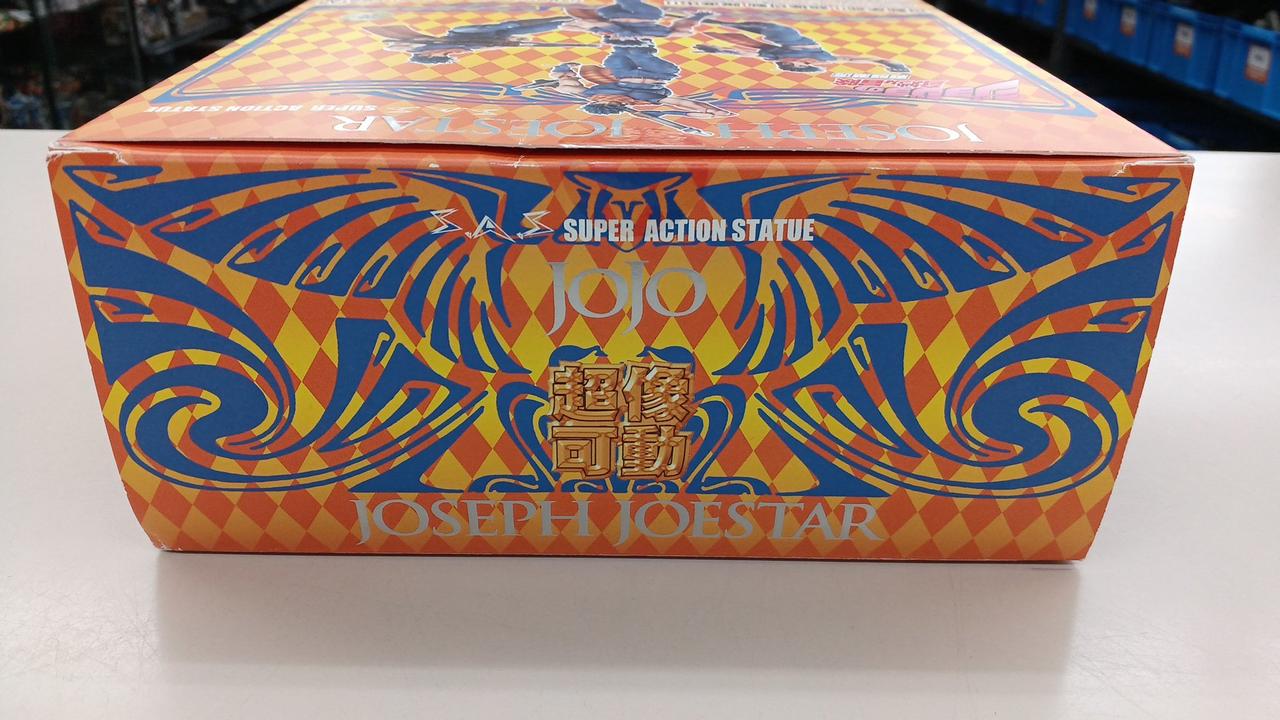 SUPER ACTION STATUE
JOSEPH JOESTAR
S.A.S SUPER ACTION STATUE
JOJO
超像
可動
JOSEPH JOESTAR